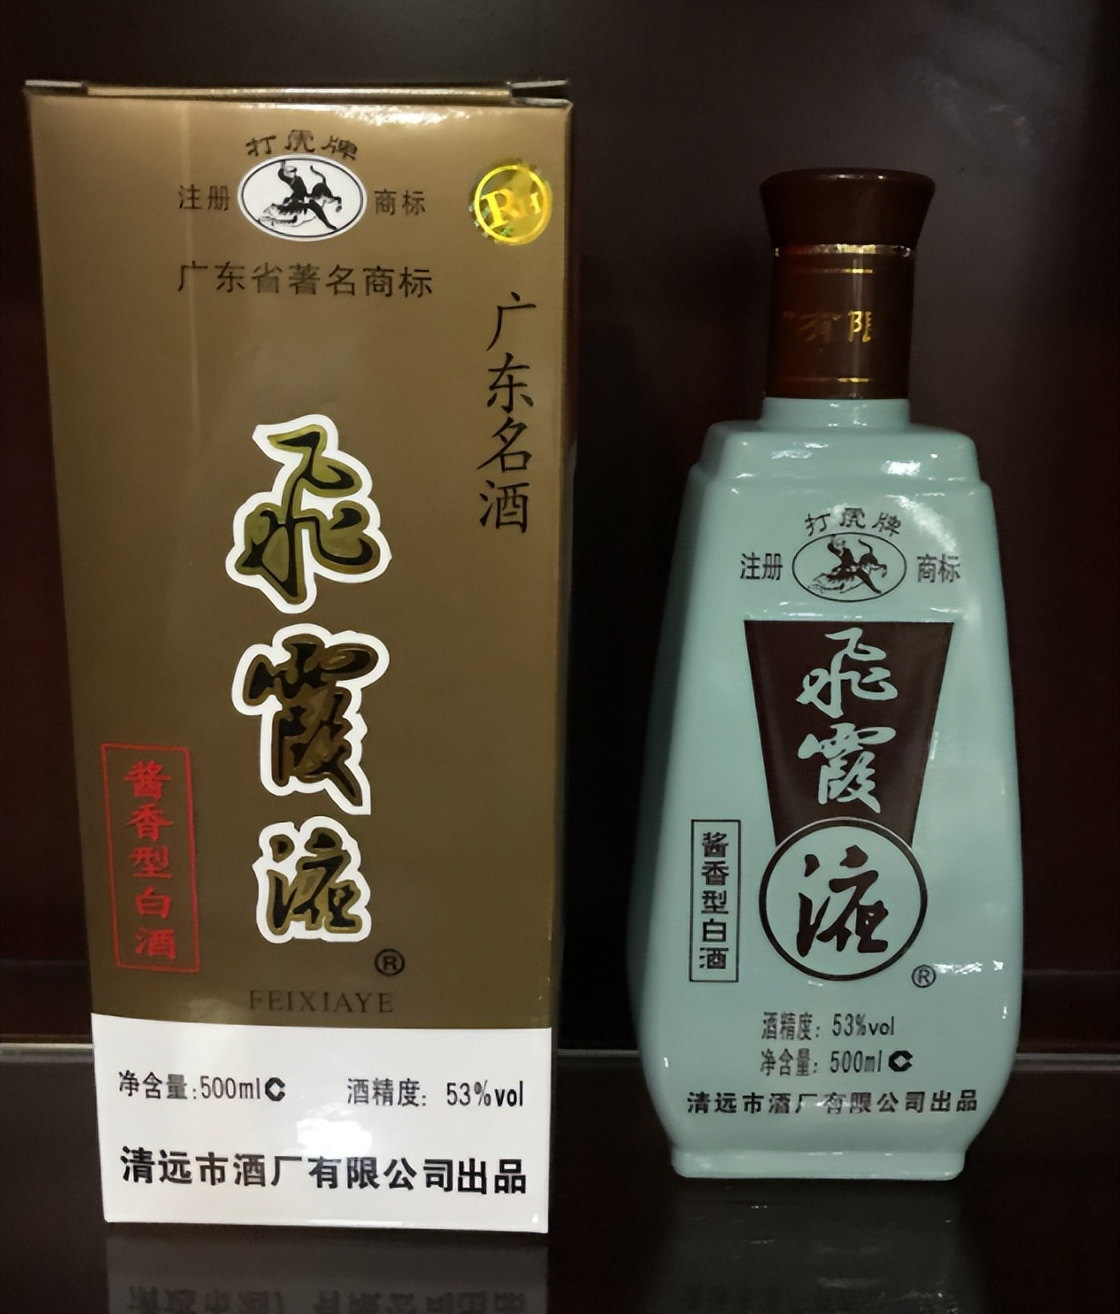 打虎牌
注册 商标
R
广东省著名商标
广东名酒
飞霞液
®
酱香型白酒
FEIXIAYE
净含量:500ml C 酒精度: 53%vol
清远市酒厂有限公司出品
有限
打虎牌
注册 商标
飞霞液
®
酱香型白酒
酒精度: 53%vol
净含量: 500ml C
清远市酒厂有限公司出品